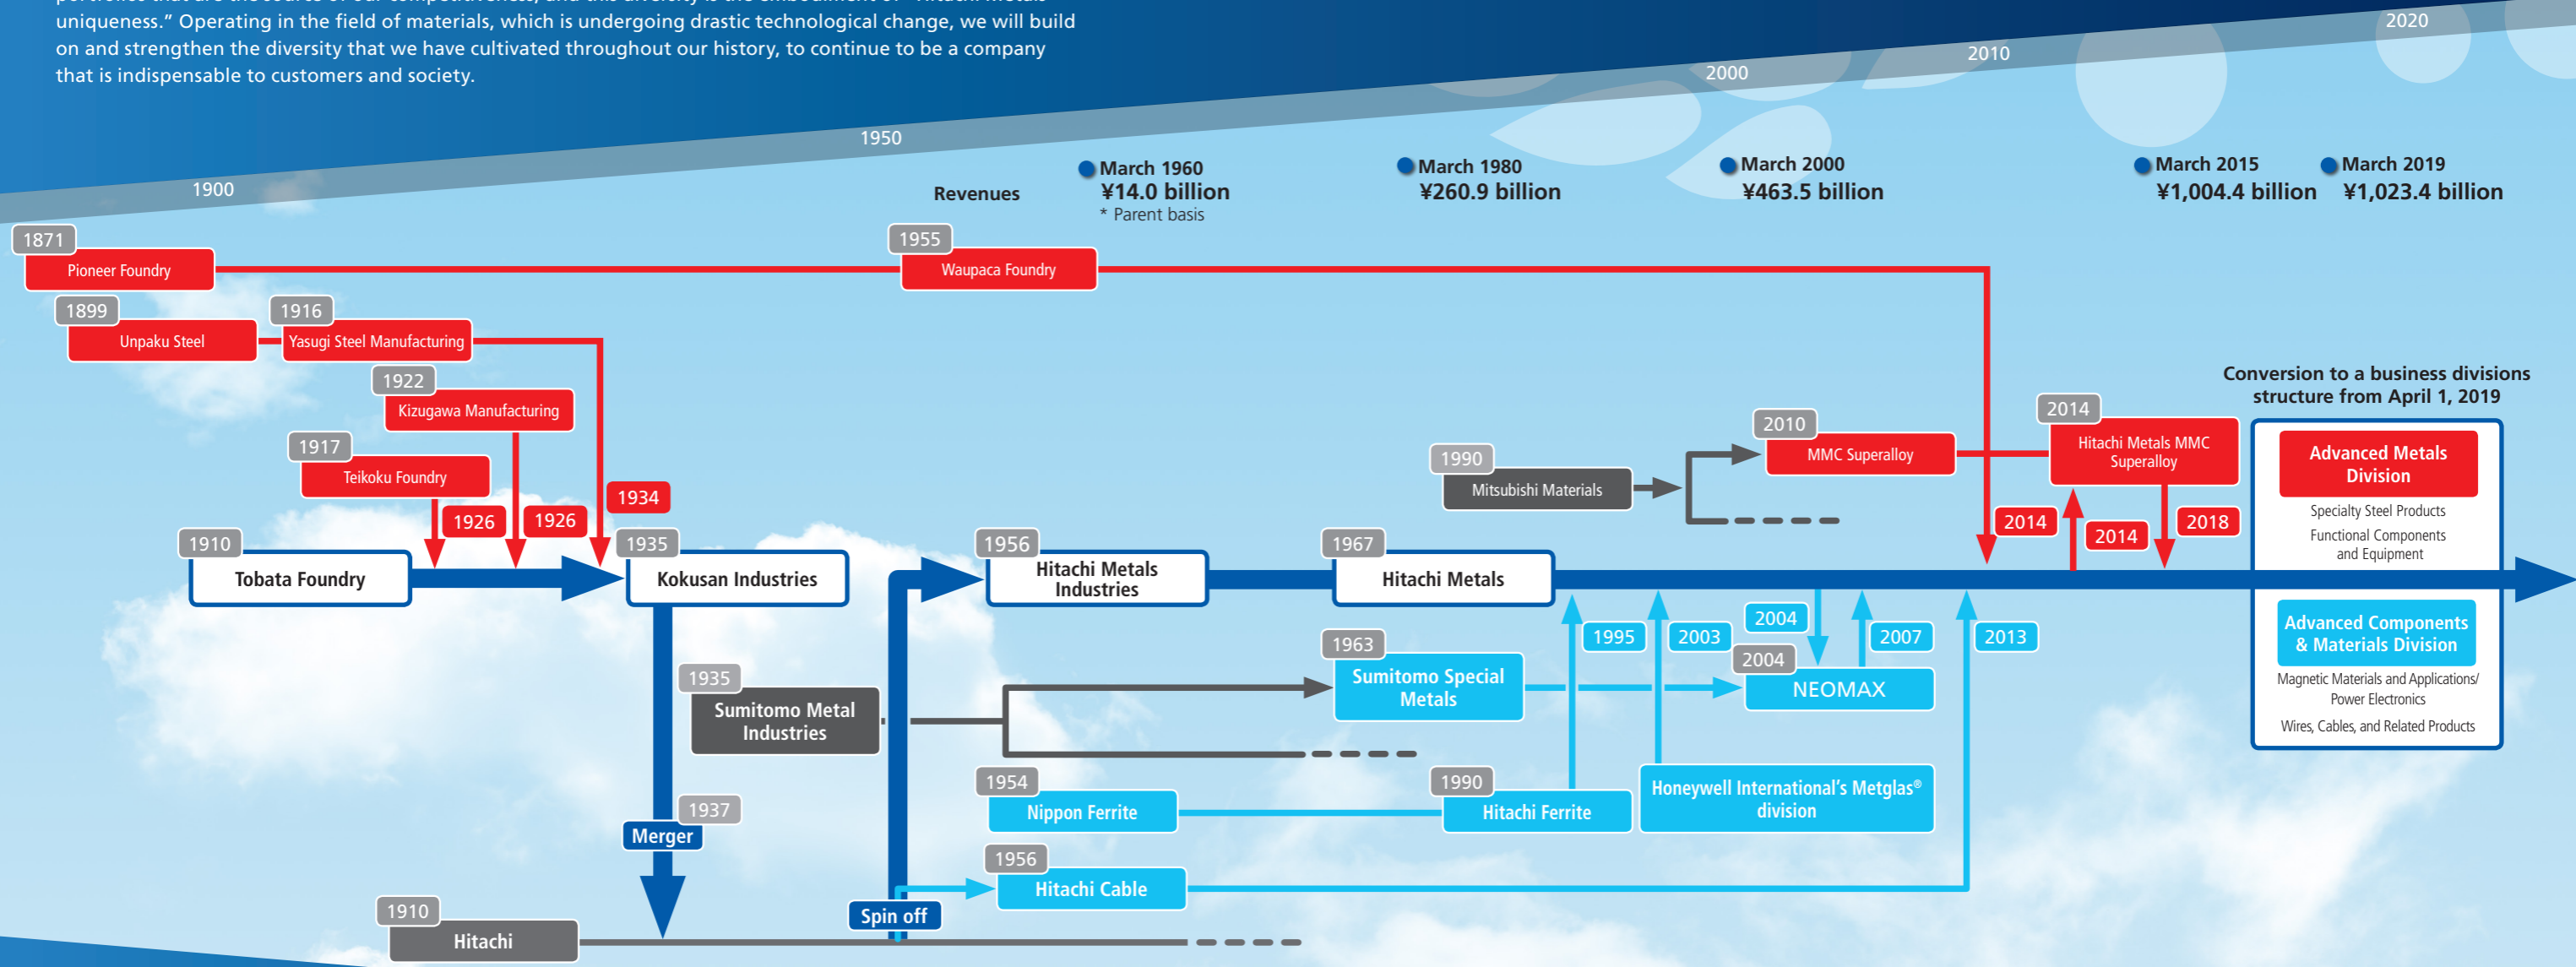 uniqueness.” Operating in the field of materials, which is undergoing drastic technological change, we will build
on and strengthen the diversity that we have cultivated throughout our history, to continue to be a company
that is indispensable to customers and society.
1900
1950
2000
2010
2020
Revenues
March 1960
¥14.0 billion
* Parent basis
March 1980
¥260.9 billion
March 2000
¥463.5 billion
March 2015
¥1,004.4 billion
March 2019
¥1,023.4 billion
1871
Pioneer Foundry
1955
Waupaca Foundry
1899
Unpaku Steel
1916
Yasugi Steel Manufacturing
1922
Kizugawa Manufacturing
1917
Teikoku Foundry
1926
1926
1934
1910
Tobata Foundry
1935
Kokusan Industries
1956
Hitachi Metals
Industries
1967
Hitachi Metals
1990
Mitsubishi Materials
2010
MMC Superalloy
2014
Hitachi Metals MMC
Superalloy
2014
2014
2018
Conversion to a business divisions
structure from April 1, 2019
Advanced Metals
Division
Specialty Steel Products
Functional Components
and Equipment
Advanced Components
& Materials Division
Magnetic Materials and Applications/
Power Electronics
Wires, Cables, and Related Products
1995
2003
2004
2007
2013
1935
Sumitomo Metal
Industries
1963
Sumitomo Special
Metals
2004
NEOMAX
1954
Nippon Ferrite
1990
Hitachi Ferrite
Honeywell International’s Metglas®
division
1937
Merger
1956
Hitachi Cable
Spin off
1910
Hitachi